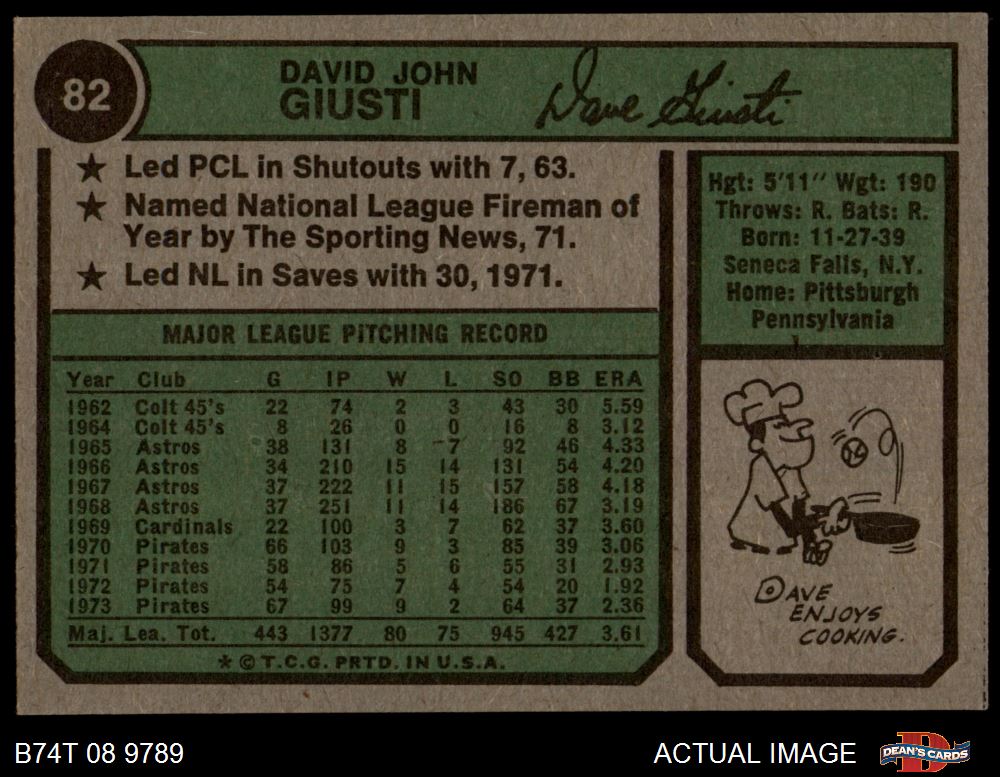 82
DAVID JOHN
GIUSTI
Dave Giusti
★ Led PCL in Shutouts with 7, 63.
★ Named National League Fireman of
Year by The Sporting News, 71.
★ Led NL in Saves with 30, 1971.
Hgt: 5'11" Wgt: 190
Throws: R. Bats: R.
Born: 11-27-39
Seneca Falls, N.Y.
Home: Pittsburgh
Pennsylvania
MAJOR LEAGUE PITCHING RECORD
Year Club G IP W L SO BB ERA
1962 Colt 45's 22 74 2 3 43 30 5.59
1964 Colt 45's 8 26 0 0 16 8 3.12
1965 Astros 38 131 8 7 92 46 4.33
1966 Astros 34 210 15 14 131 54 4.20
1967 Astros 37 222 11 15 157 58 4.18
1968 Astros 37 251 11 14 186 67 3.19
1969 Cardinals 22 100 3 7 62 37 3.60
1970 Pirates 66 103 9 3 85 39 3.06
1971 Pirates 58 86 5 6 55 31 2.93
1972 Pirates 54 75 7 4 54 20 1.92
1973 Pirates 67 99 9 2 64 37 2.36
Maj. Lea. Tot. 443 1377 80 75 945 427 3.61
* © T.C.G. PRTD. IN U.S.A.
DAVE
ENJOYS
COOKING.
B74T 08 9789
ACTUAL IMAGE
DEAN'S CARDS